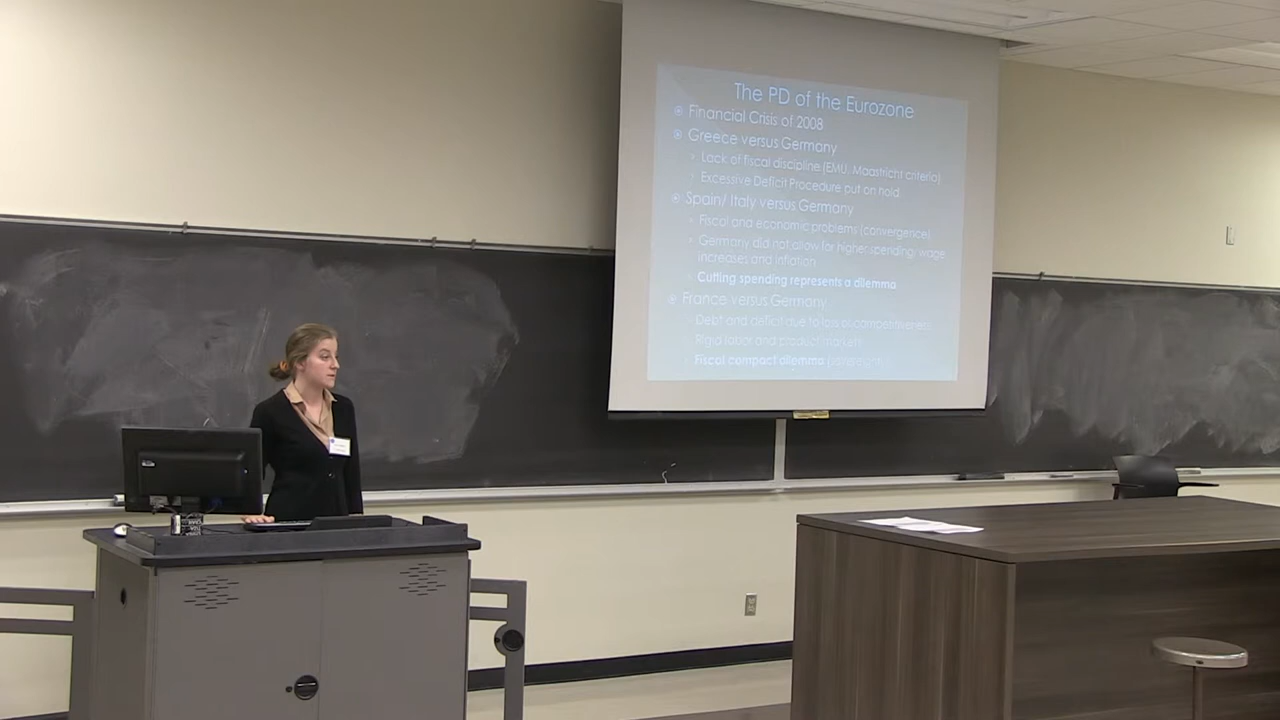 The PD of the Eurozone
Financial Crisis of 2008
Greece versus Germany
Lack of fiscal discipline (EMU, Maastricht criteria)
Excessive Deficit Procedure put on hold
Spain/ Italy versus Germany
Fiscal and economic problems (convergence)
Germany did not allow for higher spending, wage
increases and inflation
Cutting spending represents a dilemma
France versus Germany
Debt and deficit due to loss of competitiveness
Rigid labor and product markets
Fiscal compact dilemma